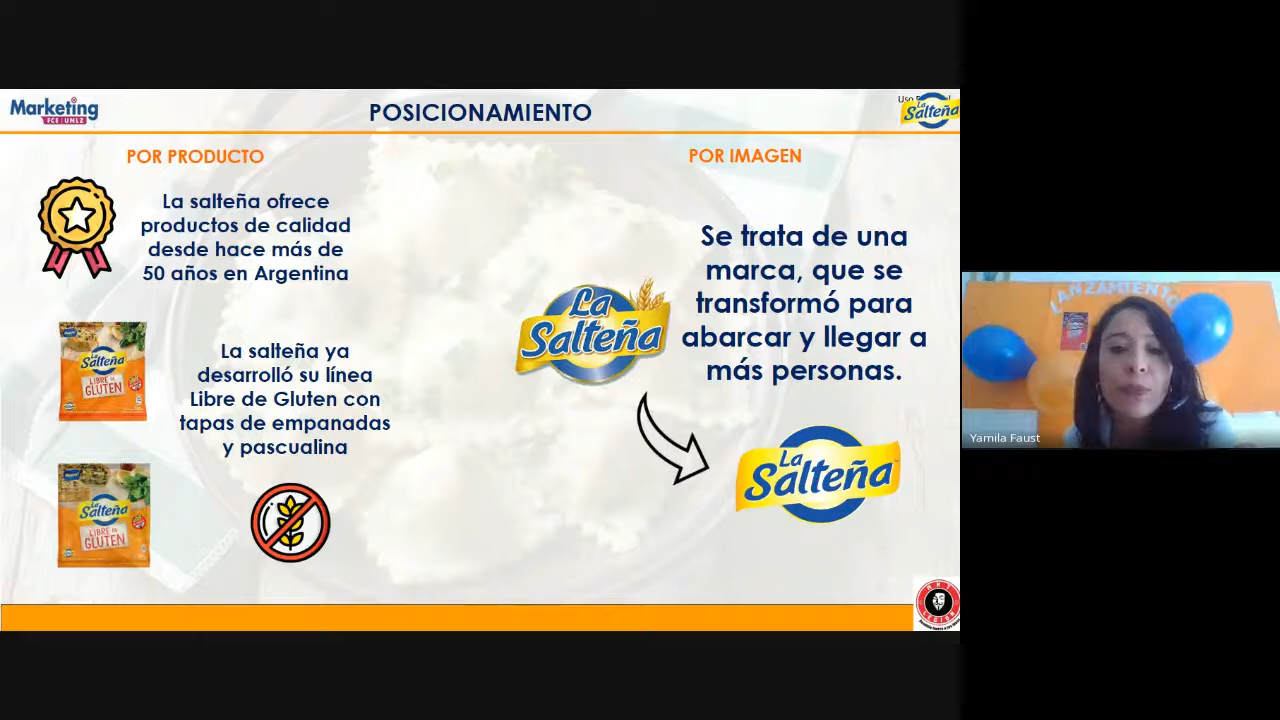 Marketing
FCE | UNLZ
POSICIONAMIENTO
La
Salteña
POR PRODUCTO
La salteña ofrece
productos de calidad
desde hace más de
50 años en Argentina
La
Salteña
LIBRE DE
GLUTEN
La salteña ya
desarrolló su línea
Libre de Gluten con
tapas de empanadas
y pascualina
La
Salteña
LIBRE DE
GLUTEN
POR IMAGEN
La
Salteña
Se trata de una
marca, que se
transformó para
abarcar y llegar a
más personas.
La
Salteña
LANZAMIENTO
Yamila Faust